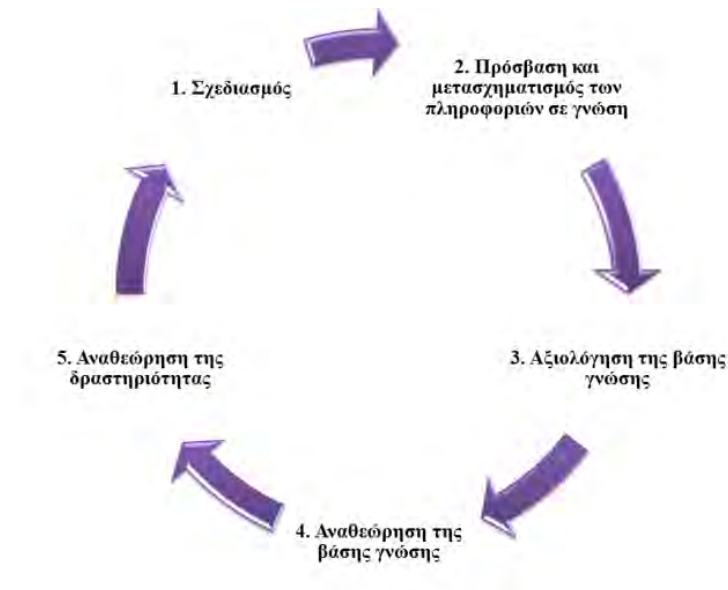 1. Σχεδιασμός
2. Πρόσβαση και
μετασχηματισμός των
πληροφοριών σε γνώση
3. Αξιολόγηση της βάσης
γνώσης
4. Αναθεώρηση της
βάσης γνώσης
5. Αναθεώρηση της
δραστηριότητας